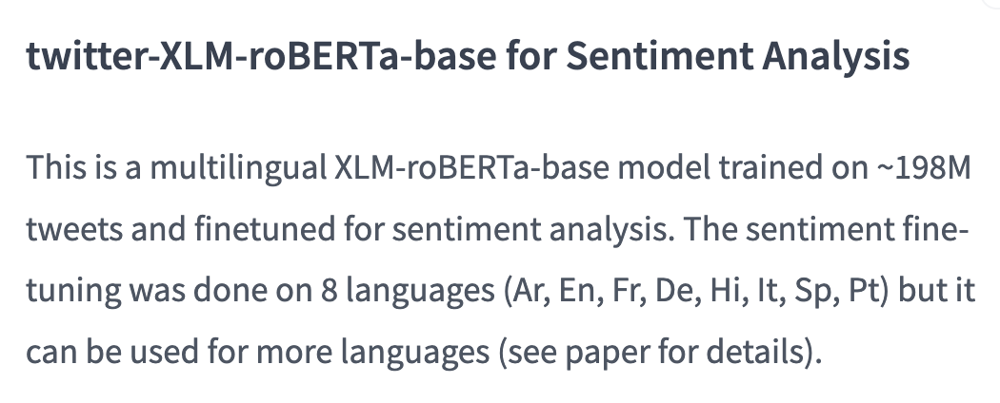 twitter-XLM-roBERTa-base for Sentiment Analysis
This is a multilingual XLM-roBERTa-base model trained on ~198M
tweets and finetuned for sentiment analysis. The sentiment fine-
tuning was done on 8 languages (Ar, En, Fr, De, Hi, It, Sp, Pt) but it
can be used for more languages (see paper for details).